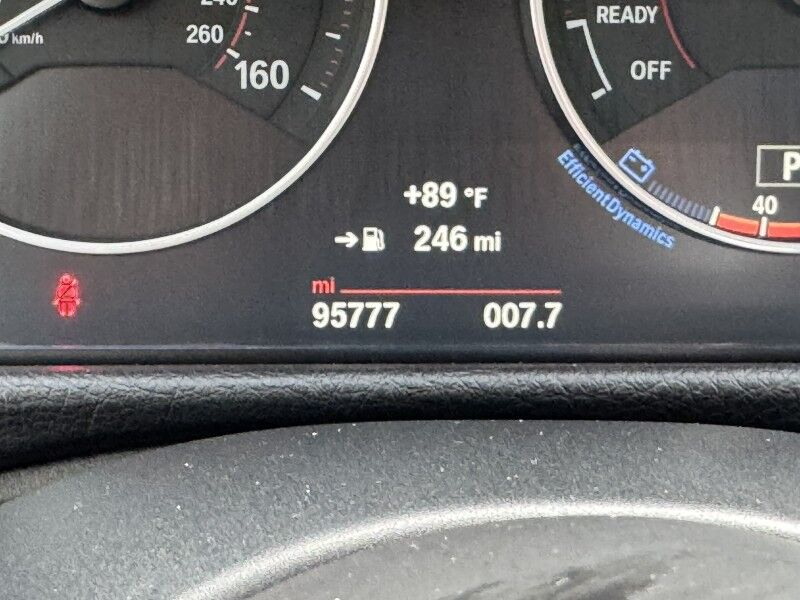 260
km/h
160
READY
OFF
EfficientDynamics
P
40
+89 °F
246 mi
mi
95777 007.7